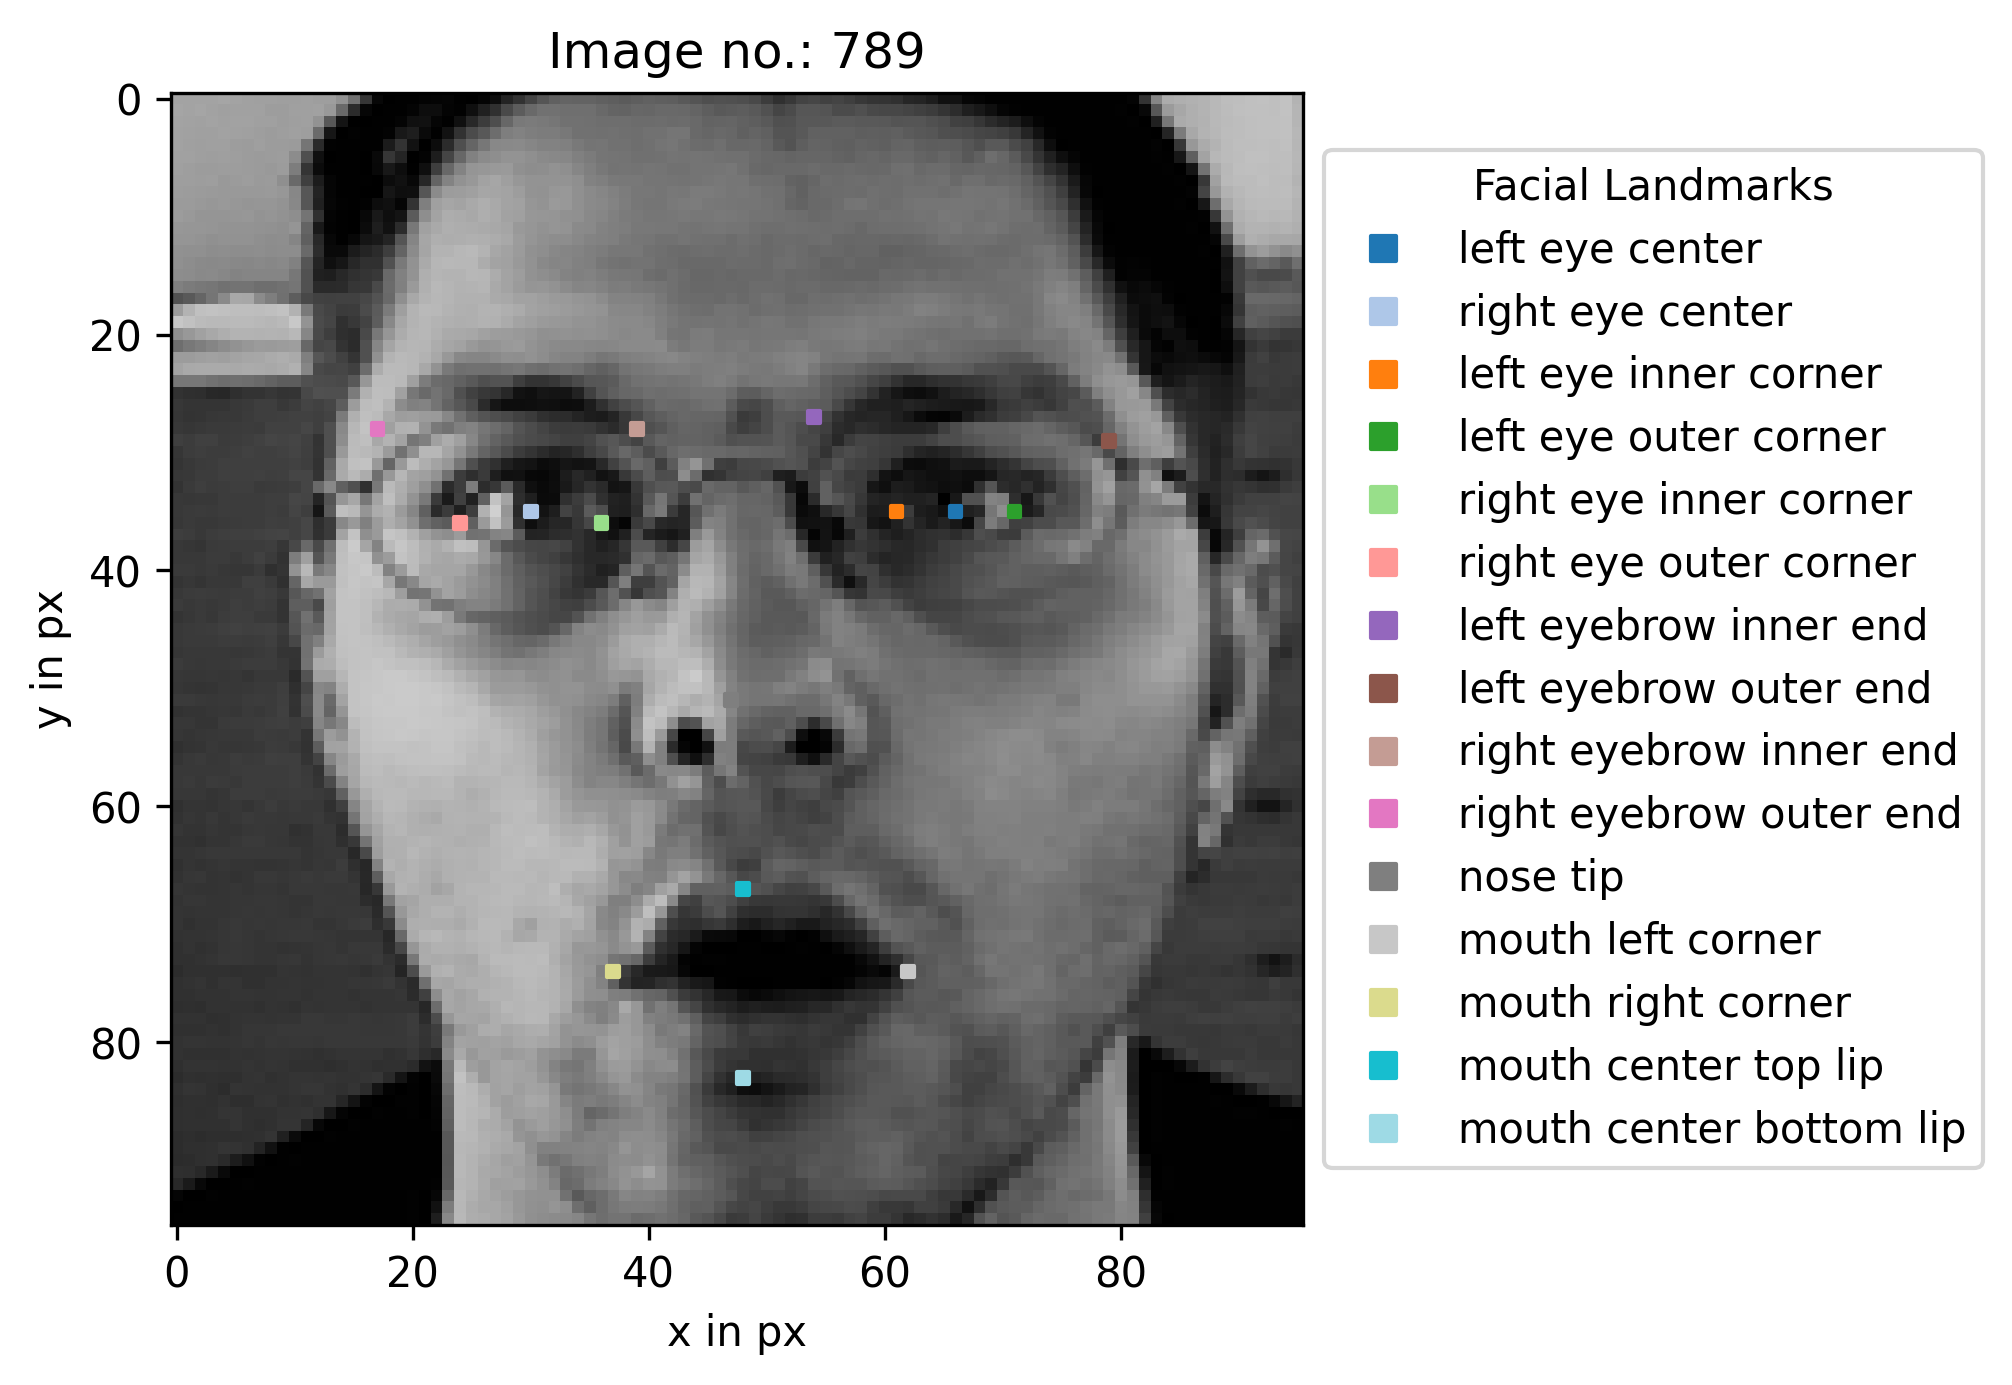 Image no.: 789
0
20
40
60
80
y in px
0 20 40 60 80
x in px
Facial Landmarks
left eye center
right eye center
left eye inner corner
left eye outer corner
right eye inner corner
right eye outer corner
left eyebrow inner end
left eyebrow outer end
right eyebrow inner end
right eyebrow outer end
nose tip
mouth left corner
mouth right corner
mouth center top lip
mouth center bottom lip